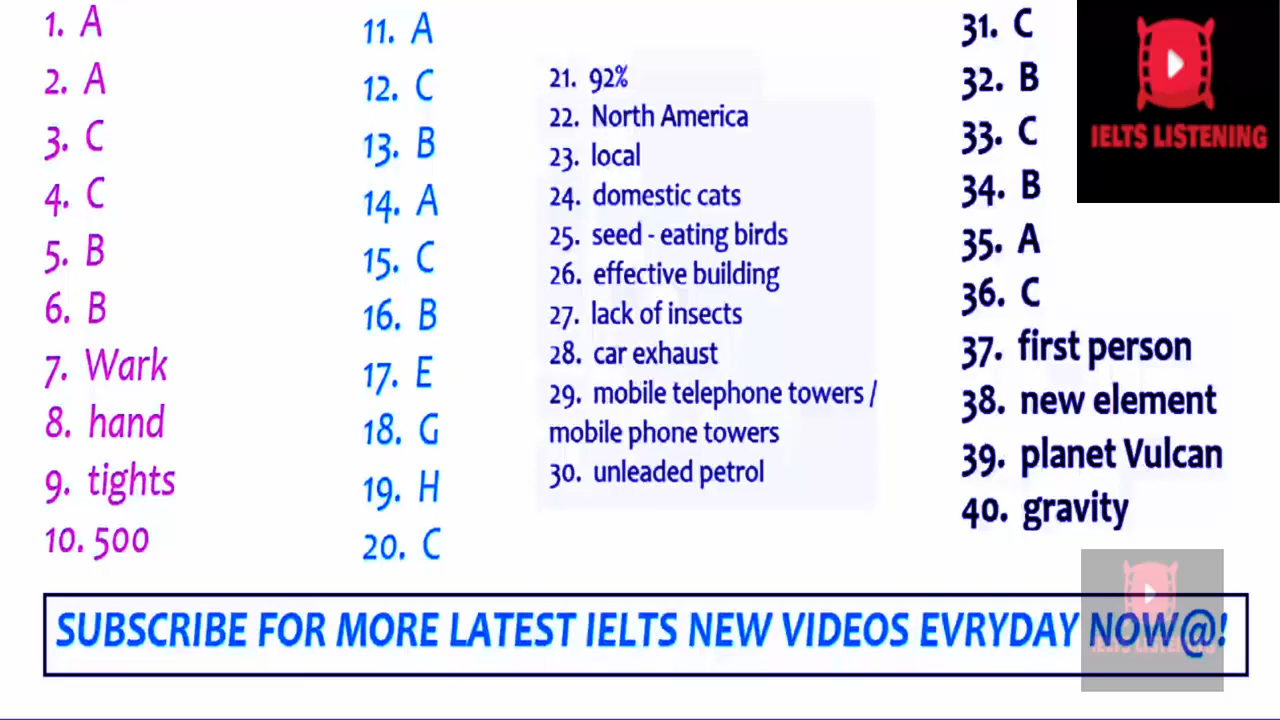 1. A
2. A
3. C
4. C
5. B
6. B
7. Wark
8. hand
9. tights
10. 500
11. A
12. C
13. B
14. A
15. C
16. B
17. E
18. G
19. H
20. C
21. 92%
22. North America
23. local
24. domestic cats
25. seed - eating birds
26. effective building
27. lack of insects
28. car exhaust
29. mobile telephone towers /
mobile phone towers
30. unleaded petrol
31. C
32. B
33. C
34. B
35. A
36. C
37. first person
38. new element
39. planet Vulcan
40. gravity
IELTS LISTENING
SUBSCRIBE FOR MORE LATEST IELTS NEW VIDEOS EVRYDAY NOW@!
IELTS LISTENING